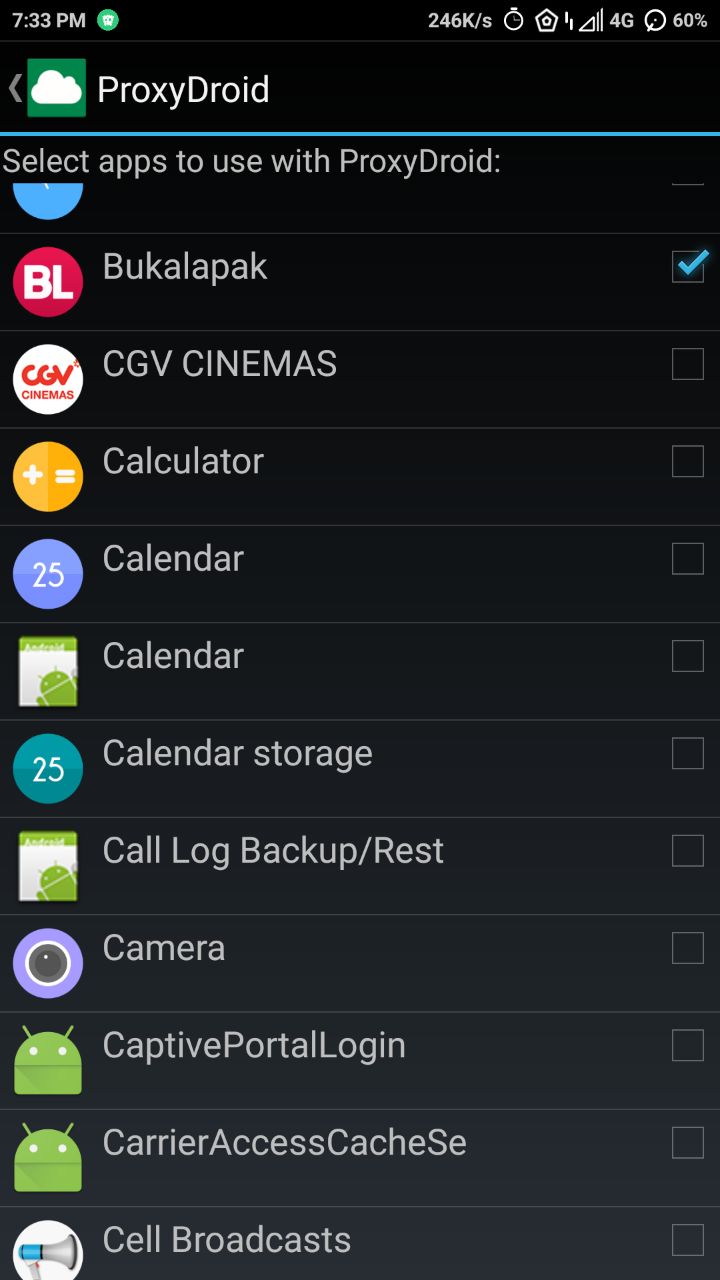 7:33 PM 246K/s 4G 60%
ProxyDroid
Select apps to use with ProxyDroid:
BL Bukalapak
CGV CINEMAS CGV CINEMAS
Calculator
25 Calendar
Android Calendar
25 Calendar storage
Android Call Log Backup/Rest
Camera
CaptivePortalLogin
CarrierAccessCacheSe
Cell Broadcasts